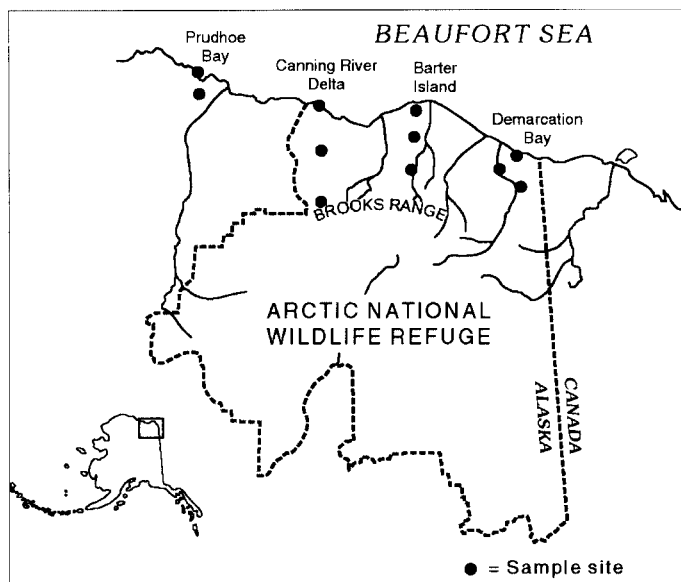 BEAUFORT SEA
Prudhoe
Bay
Canning River
Delta
Barter
Island
Demarcation
Bay
BROOKS RANGE
ARCTIC NATIONAL
WILDLIFE REFUGE
CANADA
ALASKA
= Sample site